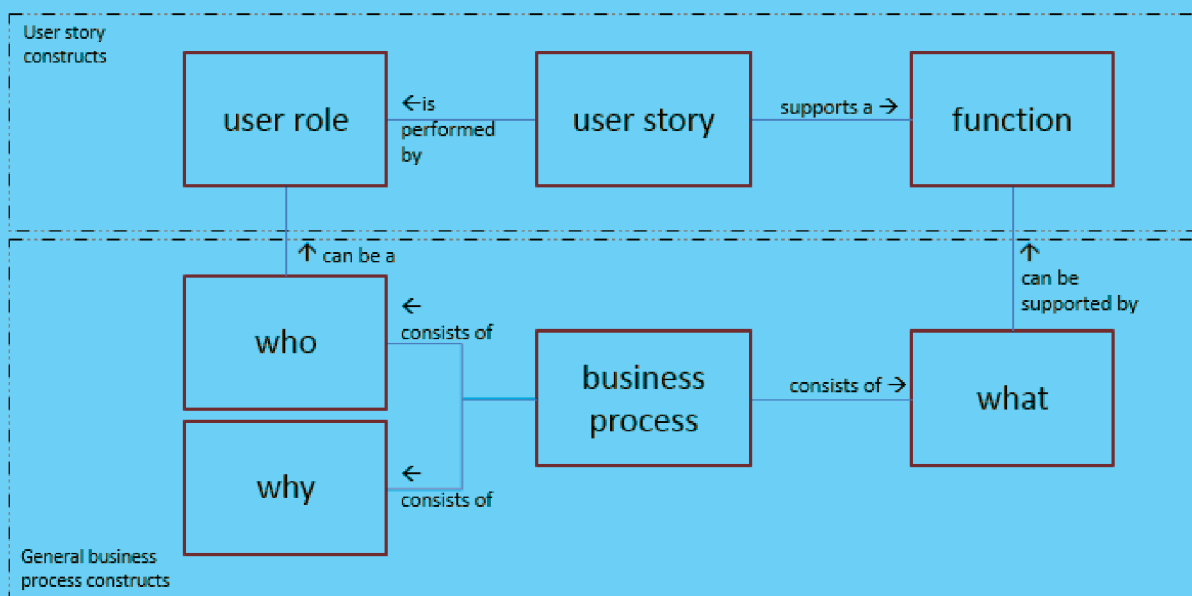 User story
constructs
user role
←is
performed
by
user story
supports a →
function
↑ can be a
↑
can be
supported by
who
←
consists of
business
process
consists of →
what
why
←
consists of
General business
process constructs